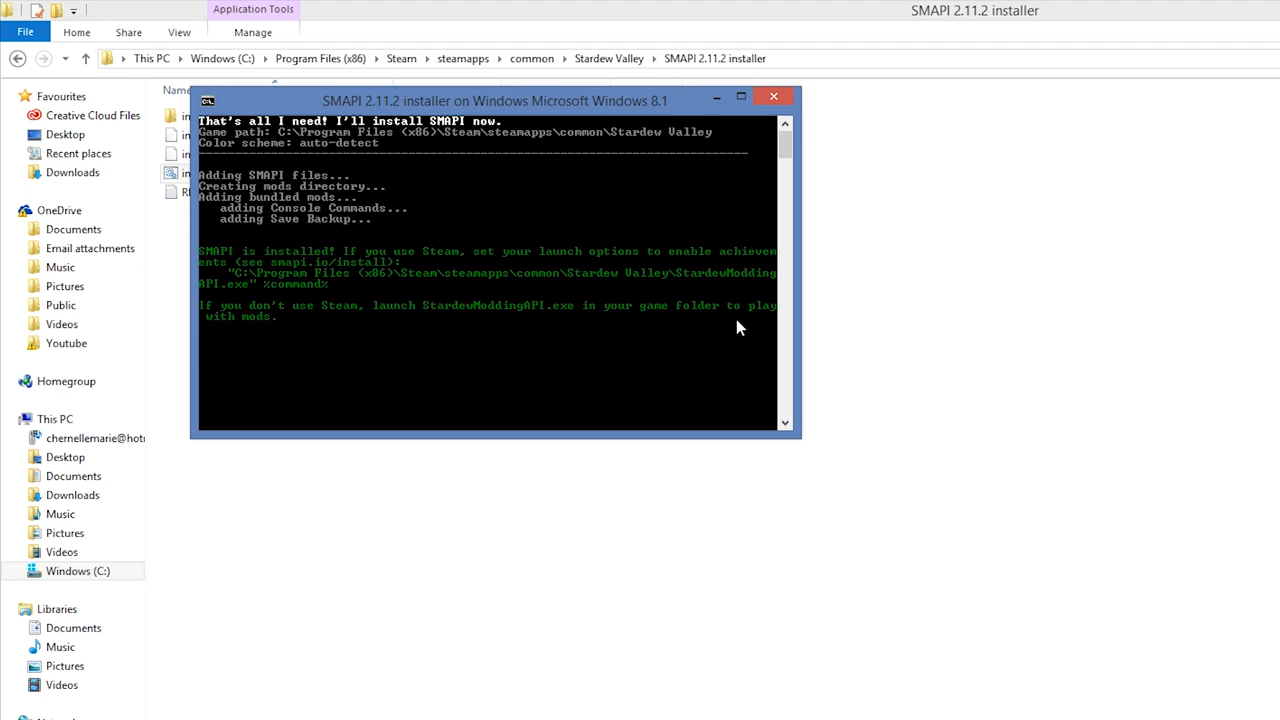 Application Tools
SMAPI 2.11.2 installer
File Home Share View Manage
This PC Windows (C:) Program Files (x86) Steam steamapps common Stardew Valley SMAPI 2.11.2 installer
Favourites
Creative Cloud Files
Desktop
Recent places
Downloads
OneDrive
Documents
Email attachments
Music
Pictures
Public
Videos
Youtube
Homegroup
This PC
chernellemarie@hotr
Desktop
Documents
Downloads
Music
Pictures
Videos
Windows (C:)
Libraries
Documents
Music
Pictures
Videos
Name
in
in
in
in
RE
SMAPI 2.11.2 installer on Windows Microsoft Windows 8.1
That's all I need! I'll install SMAPI now.
Game path: C:\Program Files (x86)\Steam\steamapps\common\Stardew Valley
Color scheme: auto-detect
Adding SMAPI files...
Creating mods directory...
Adding bundled mods...
adding Console Commands...
adding Save Backup...
SMAPI is installed! If you use Steam, set your launch options to enable achievem
ents (see smapi.io/install):
"C:\Program Files (x86)\Steam\steamapps\common\Stardew Valley\StardewModding
API.exe" %command%
If you don't use Steam, launch StardewModdingAPI.exe in your game folder to play
with mods.